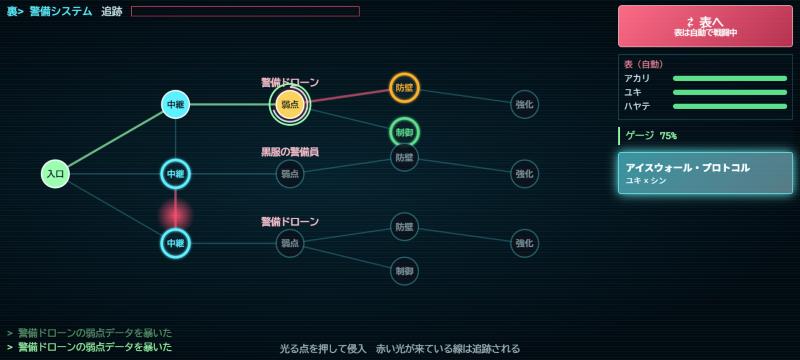 裏> 警備システム 追跡
⇄ 表へ
表は自動で戦闘中
表（自動）
アカリ
ユキ
ハヤテ
ゲージ 75%
アイスウォール・プロトコル
ユキ × シン
警備ドローン
中継
弱点
防壁
強化
制御
黒服の警備員
入口
中継
弱点
防壁
強化
警備ドローン
中継
弱点
防壁
強化
制御
> 警備ドローンの弱点データを暴いた
> 警備ドローンの弱点データを暴いた
光る点を押して侵入 赤い光が来ている線は追跡される